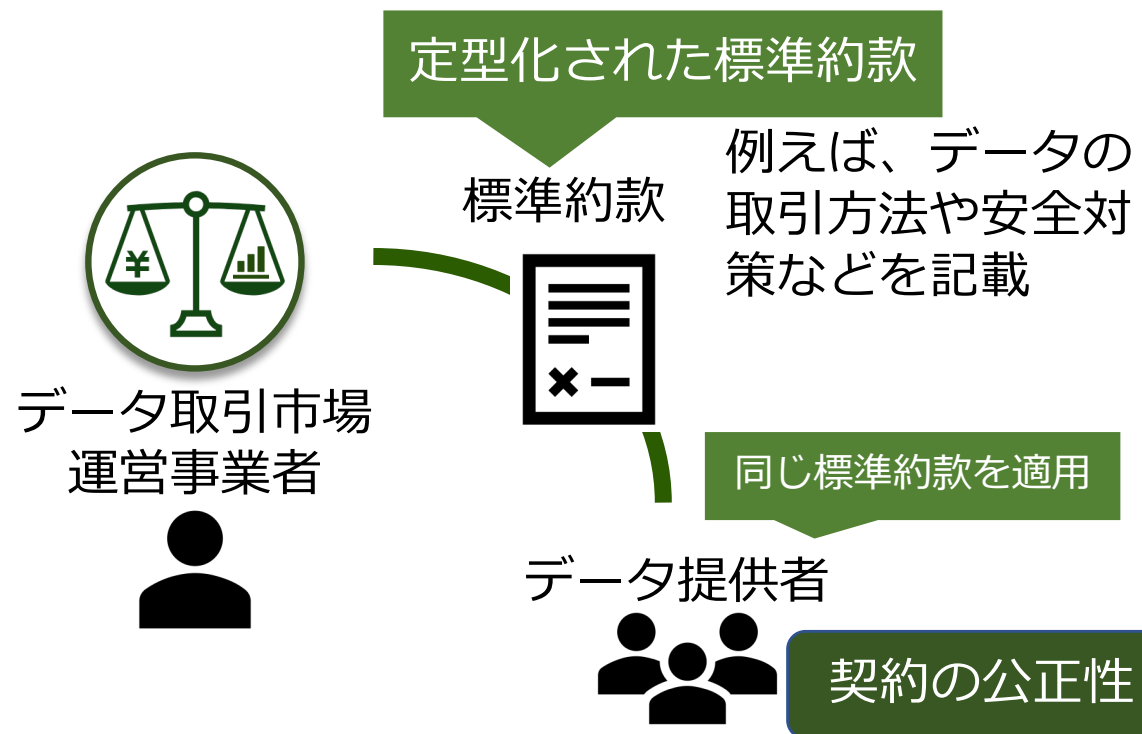 定型化された標準約款
標準約款
例えば、データの
取引方法や安全対
策などを記載
¥
データ取引市場
運営事業者
同じ標準約款を適用
データ提供者
契約の公正性